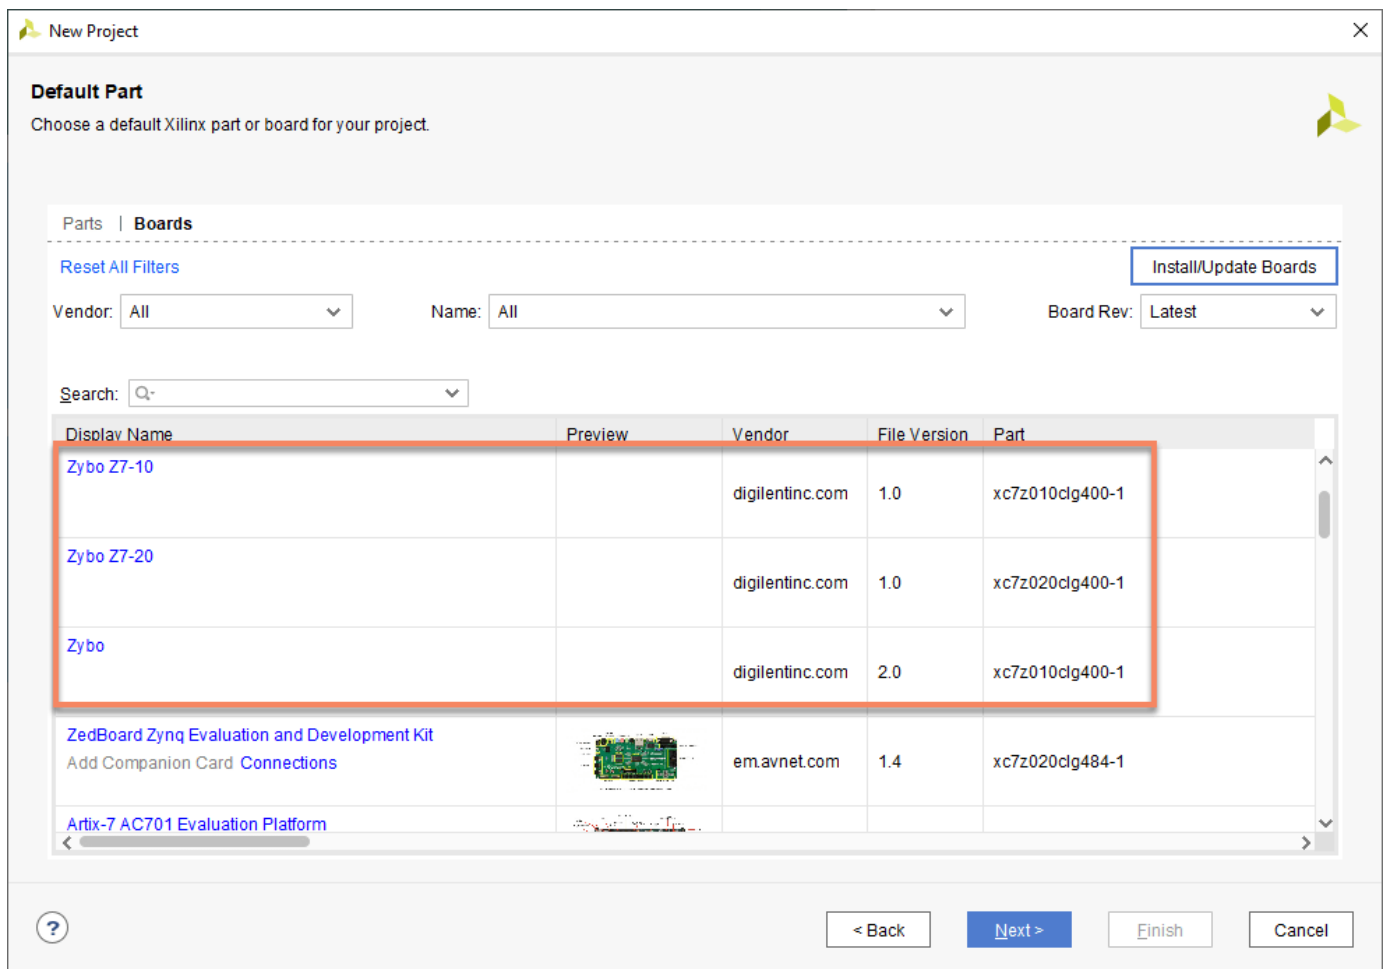 New Project
Default Part
Choose a default Xilinx part or board for your project.
Parts | Boards
Reset All Filters
Install/Update Boards
Vendor: All Name: All Board Rev: Latest
Search:
Display Name Preview Vendor File Version Part
Zybo Z7-10
digilentinc.com 1.0 xc7z010clg400-1
Zybo Z7-20
digilentinc.com 1.0 xc7z020clg400-1
Zybo
digilentinc.com 2.0 xc7z010clg400-1
ZedBoard Zynq Evaluation and Development Kit
Add Companion Card Connections
em.avnet.com 1.4 xc7z020clg484-1
Artix-7 AC701 Evaluation Platform
? < Back Next > Finish Cancel